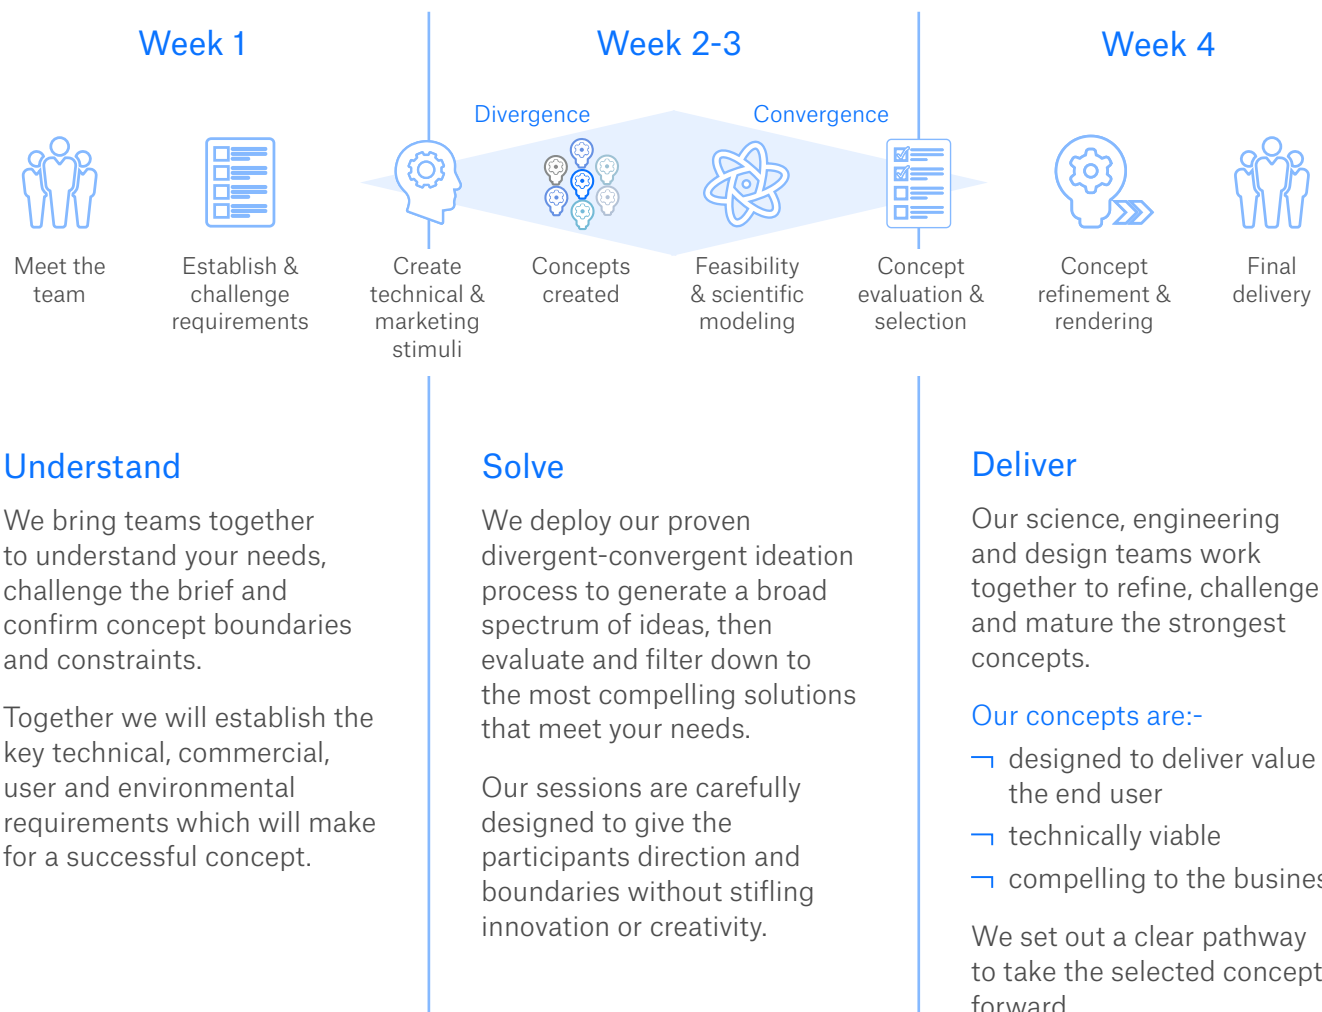 Week 1
Week 2-3
Week 4
Divergence
Convergence
Meet the
team
Establish &
challenge
requirements
Create
technical &
marketing
stimuli
Concepts
created
Feasibility
& scientific
modeling
Concept
evaluation &
selection
Concept
refinement &
rendering
Final
delivery
Understand
We bring teams together
to understand your needs,
challenge the brief and
confirm concept boundaries
and constraints.
Together we will establish the
key technical, commercial,
user and environmental
requirements which will make
for a successful concept.
Solve
We deploy our proven
divergent-convergent ideation
process to generate a broad
spectrum of ideas, then
evaluate and filter down to
the most compelling solutions
that meet your needs.
Our sessions are carefully
designed to give the
participants direction and
boundaries without stifling
innovation or creativity.
Deliver
Our science, engineering
and design teams work
together to refine, challenge
and mature the strongest
concepts.
Our concepts are:-
designed to deliver value
the end user
technically viable
compelling to the
We set out a clear pathway
to take the selected concept
forward